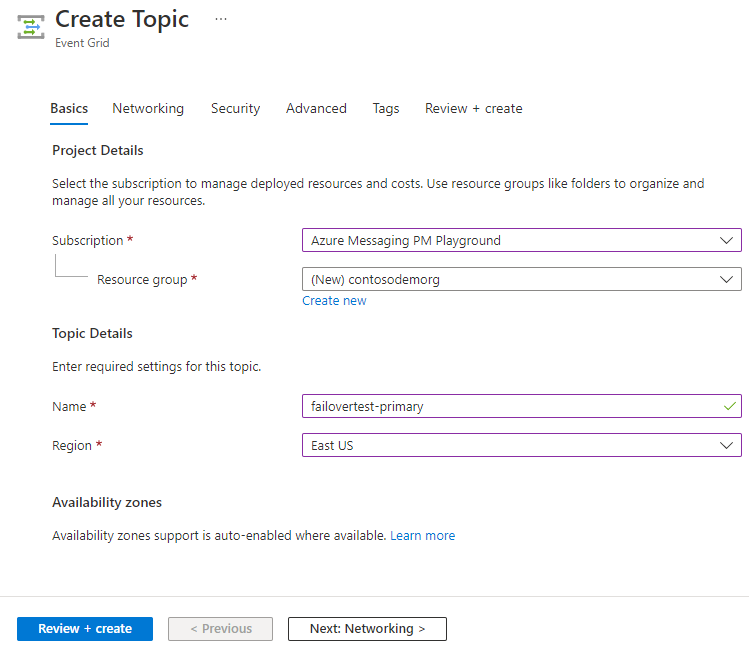 Create Topic ...
Event Grid
Basics Networking Security Advanced Tags Review + create
Project Details
Select the subscription to manage deployed resources and costs. Use resource groups like folders to organize and
manage all your resources.
Subscription * Azure Messaging PM Playground
Resource group * (New) contosodemorg
Create new
Topic Details
Enter required settings for this topic.
Name * failovertest-primary
Region * East US
Availability zones
Availability zones support is auto-enabled where available. Learn more
Review + create < Previous Next: Networking >